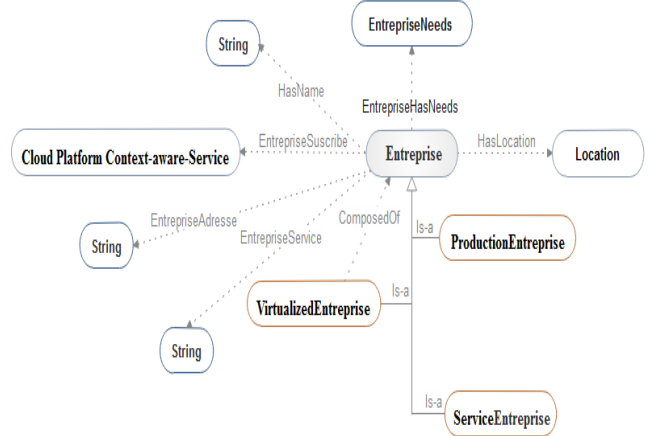 EntrepriseNeeds
String
HasName
EntrepriseHasNeeds
Cloud Platform Context-aware-Service
EntrepriseSuscribe
Entreprise
HasLocation
Location
EntrepriseAdresse
String
EntrepriseService
ComposedOf
Is-a
ProductionEntreprise
Is-a
VirtualizedEntreprise
String
Is-a
ServiceEntreprise